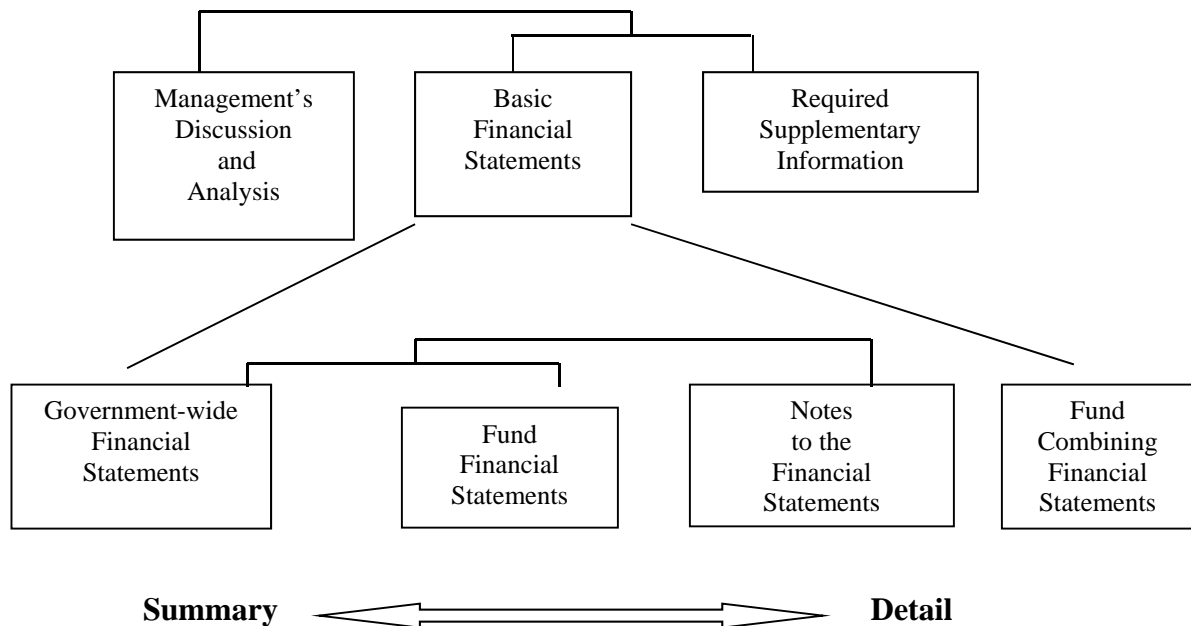 Management’s
Discussion
and
Analysis
Basic
Financial
Statements
Required
Supplementary
Information
Government-wide
Financial
Statements
Fund
Financial
Statements
Notes
to the
Financial
Statements
Fund
Combining
Financial
Statements
Summary
Detail